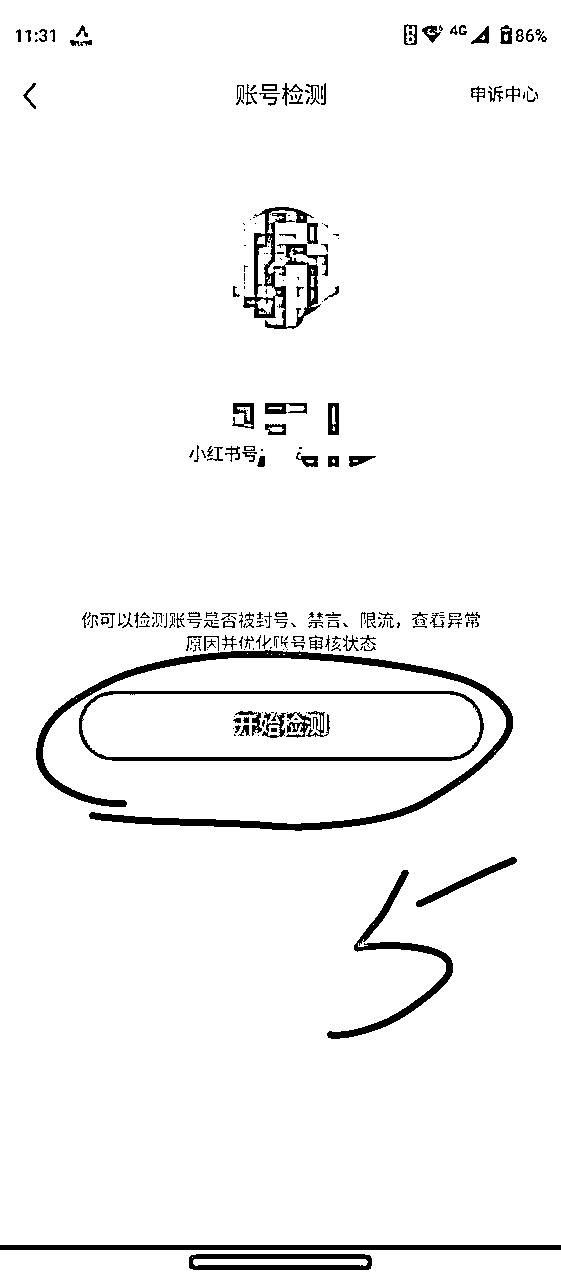 11:31 4G 86%
账号检测 申诉中心
小红书号:
你可以检测账号是否被封号、禁言、限流，查看异常
原因并优化账号审核状态
开始检测
5